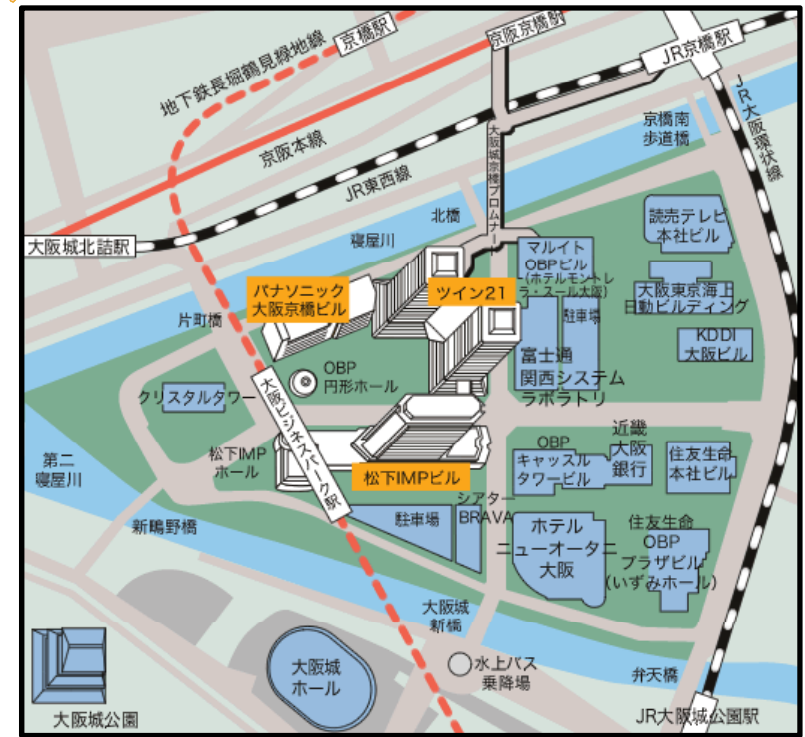 京橋駅
京阪京橋駅
JR京橋駅
地下鉄長堀鶴見緑地線
京阪本線
JR東西線
大阪城京橋プロムナード
京橋南
歩道橋
JR大阪環状線
大阪城北詰駅
北橋
寝屋川
読売テレビ
本社ビル
マルイト
OBPビル
(ホテルモントレ
ラ・スール大阪)
パナソニック
大阪京橋ビル
ツイン21
大阪東京海上
日動ビルディング
片町橋
駐車場
KDDI
大阪ビル
富士通
関西システム
ラボラトリ
OBP
円形ホール
クリスタルタワー
大阪ビジネスパーク駅
第二
寝屋川
松下IMP
ホール
松下IMPビル
OBP
キャッスル
タワービル
近畿
大阪
銀行
住友生命
本社ビル
新鴫野橋
駐車場
シアター
BRAVA
ホテル
ニューオータニ
大阪
住友生命
OBP
プラザビル
(いずみホール)
大阪城
新橋
大阪城
ホール
水上バス
乗降場
弁天橋
大阪城公園
JR大阪城公園駅